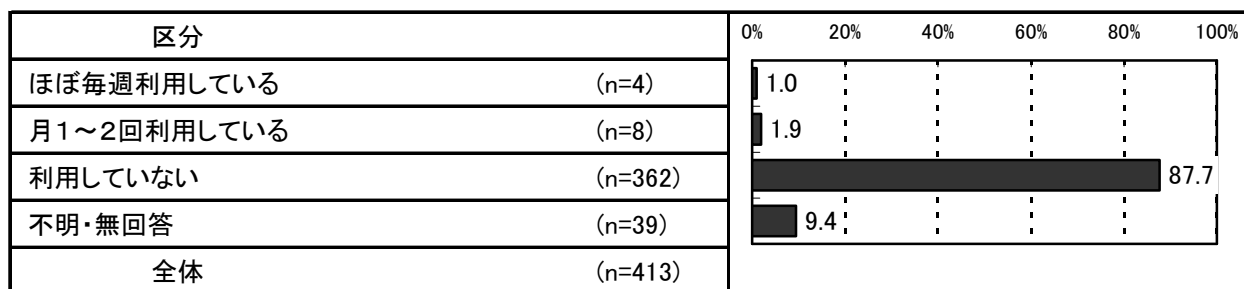 区分 0% 20% 40% 60% 80% 100%
ほぼ毎週利用している (n=4) 1.0
月1～2回利用している (n=8) 1.9
利用していない (n=362) 87.7
不明・無回答 (n=39) 9.4
全体 (n=413)